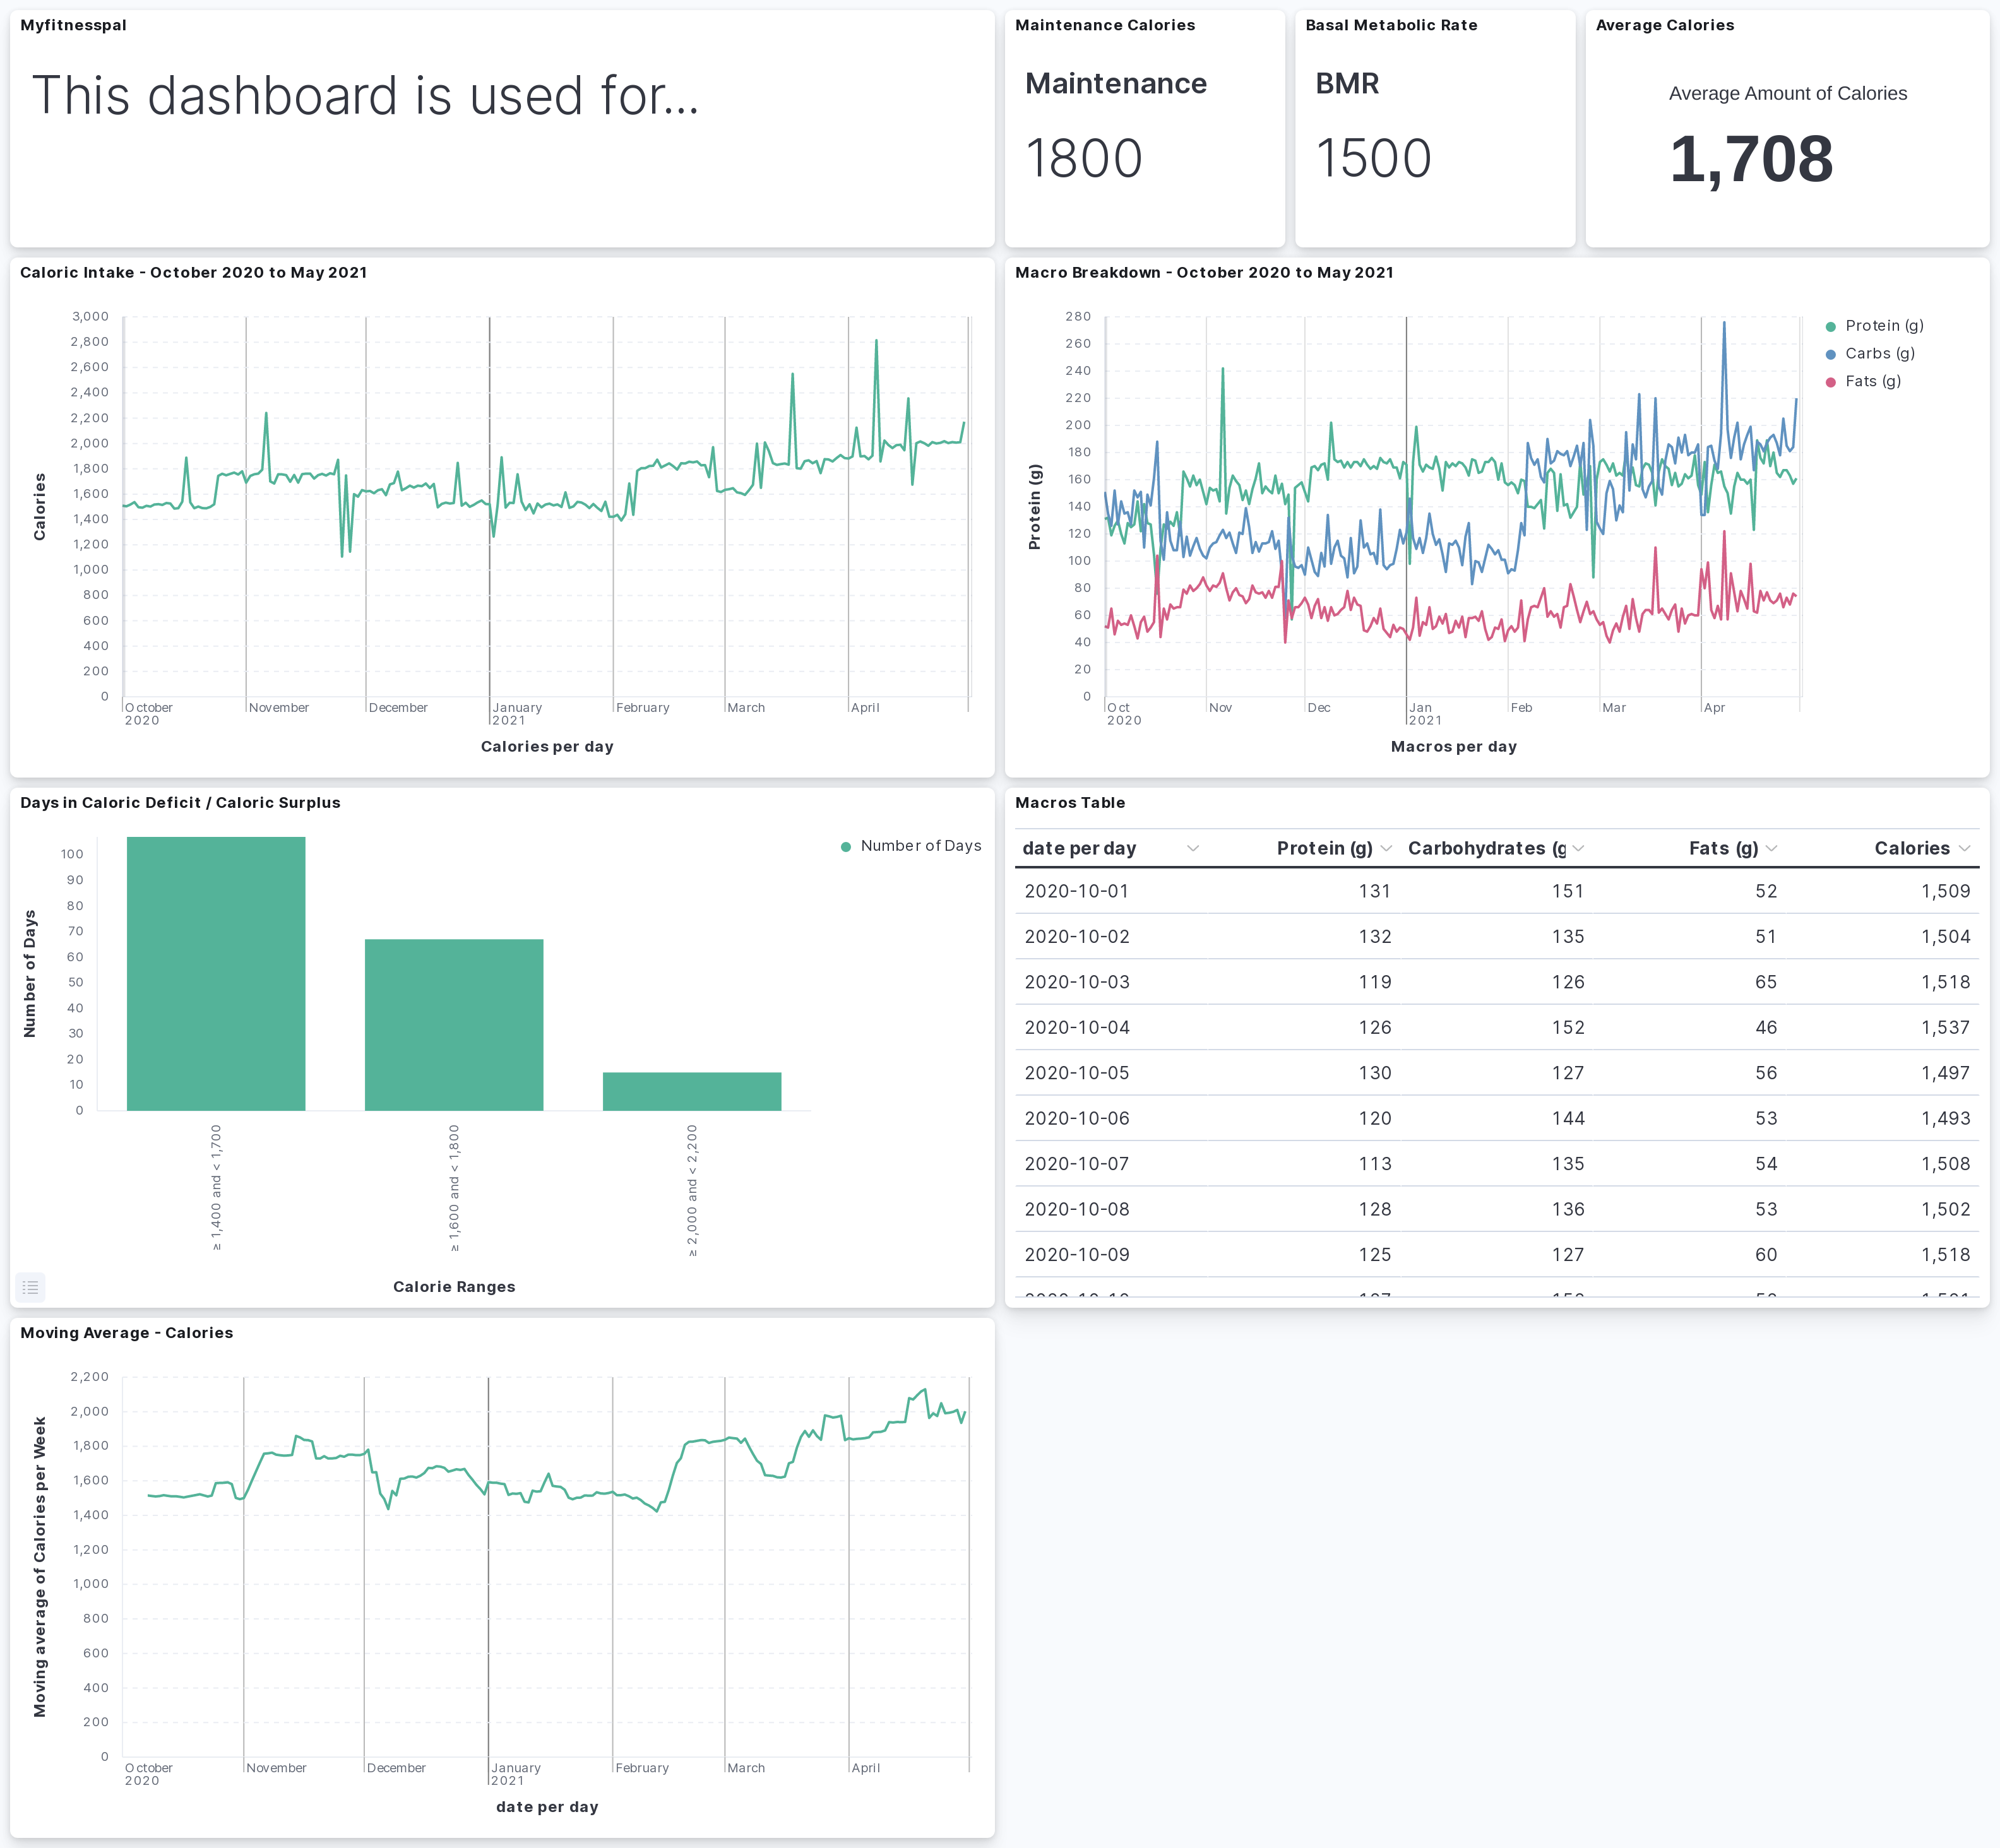 Myfitnesspal
This dashboard is used for...
Maintenance Calories
Maintenance
1800
Basal Metabolic Rate
BMR
1500
Average Calories
Average Amount of Calories
1,708
Caloric Intake - October 2020 to May 2021
Calories
3,000
2,800
2,600
2,400
2,200
2,000
1,800
1,600
1,400
1,200
1,000
800
600
400
200
0
October November December January February March April
2020 2021
Calories per day
Macro Breakdown - October 2020 to May 2021
Protein (g)
280
260
240
220
200
180
160
140
120
100
80
60
40
20
0
Oct Nov Dec Jan Feb Mar Apr
2020 2021
Macros per day
Protein (g)
Carbs (g)
Fats (g)
Days in Caloric Deficit / Caloric Surplus
Number of Days
100
90
80
70
60
50
40
30
20
10
0
≥ 1,400 and < 1,700
≥ 1,600 and < 1,800
≥ 2,000 and < 2,200
Calorie Ranges
Number of Days
Macros Table
date per day Protein (g) Carbohydrates (g Fats (g) Calories
2020-10-01 131 151 52 1,509
2020-10-02 132 135 51 1,504
2020-10-03 119 126 65 1,518
2020-10-04 126 152 46 1,537
2020-10-05 130 127 56 1,497
2020-10-06 120 144 53 1,493
2020-10-07 113 135 54 1,508
2020-10-08 128 136 53 1,502
2020-10-09 125 127 60 1,518
Moving Average - Calories
Moving average of Calories per Week
2,200
2,000
1,800
1,600
1,400
1,200
1,000
800
600
400
200
0
October November December January February March April
2020 2021
date per day